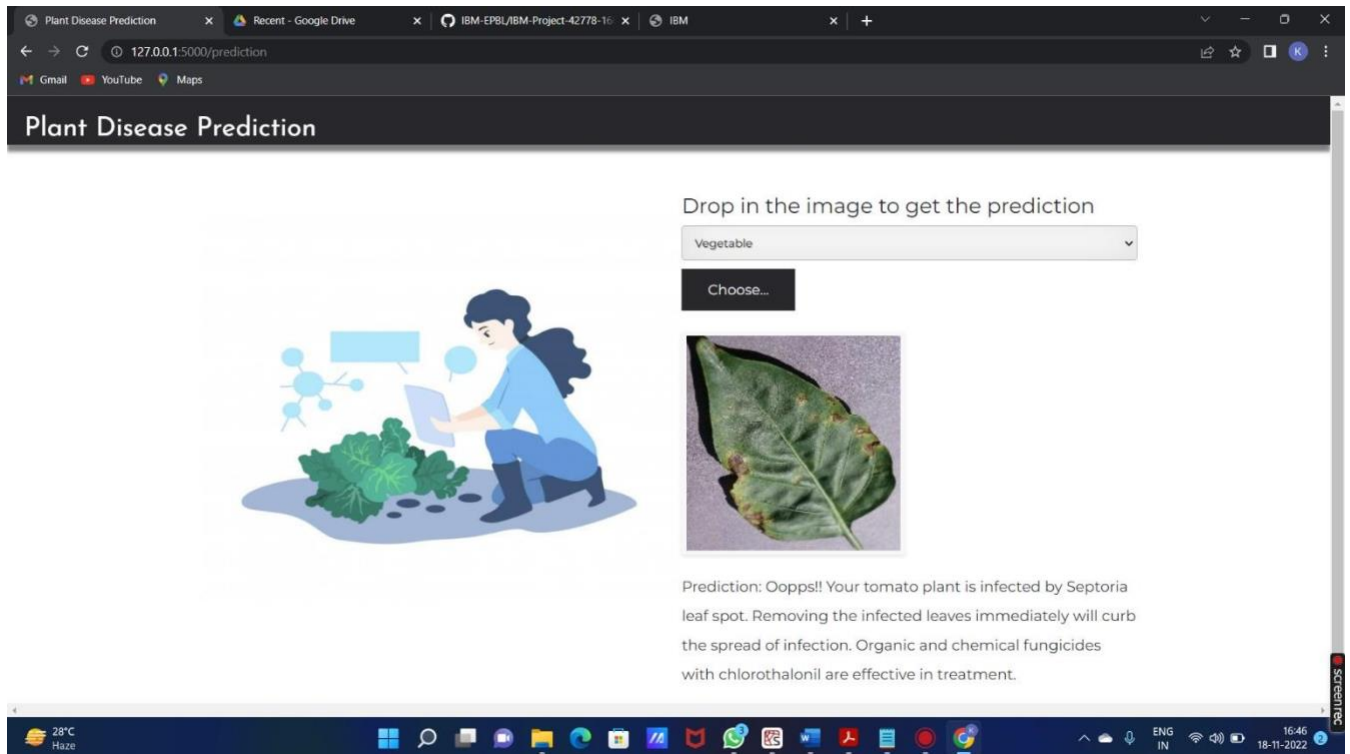 Plant Disease Prediction
Recent - Google Drive
IBM-EPBL/IBM-Project-42778-16
IBM
127.0.0.1:5000/prediction
K
Gmail
YouTube
Maps
Plant Disease Prediction
Drop in the image to get the prediction
Vegetable
Choose...
Prediction: Oopps!! Your tomato plant is infected by Septoria
leaf spot. Removing the infected leaves immediately will curb
the spread of infection. Organic and chemical fungicides
with chlorothalonil are effective in treatment.
screenrec
28°C
Haze
ENG
IN
16:46
18-11-2022
2